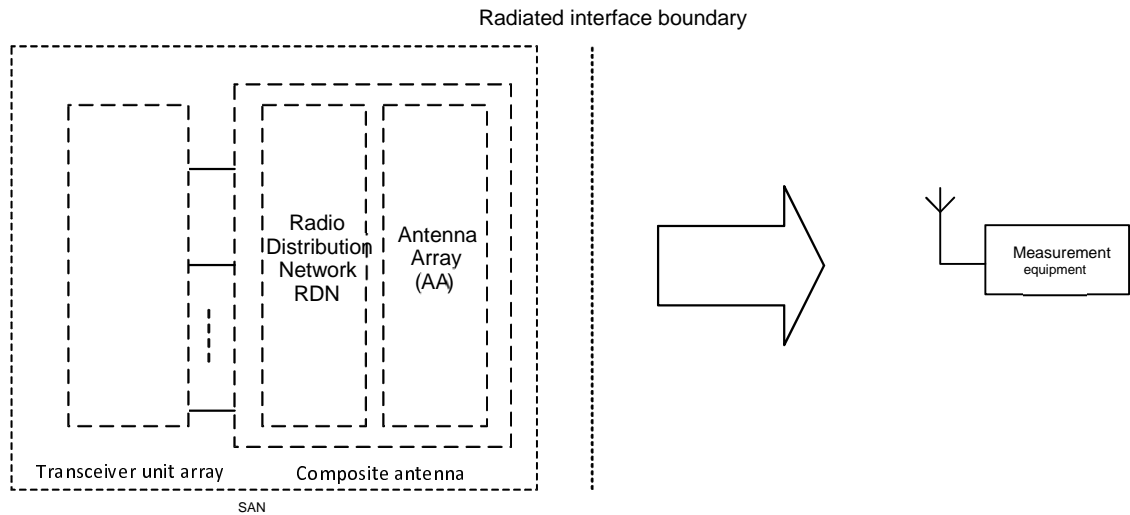 Radiated interface boundary
Radio
Distribution
Network
RDN
Antenna
Array
(AA)
Measurement
equipment
Transceiver unit array
Composite antenna
SAN